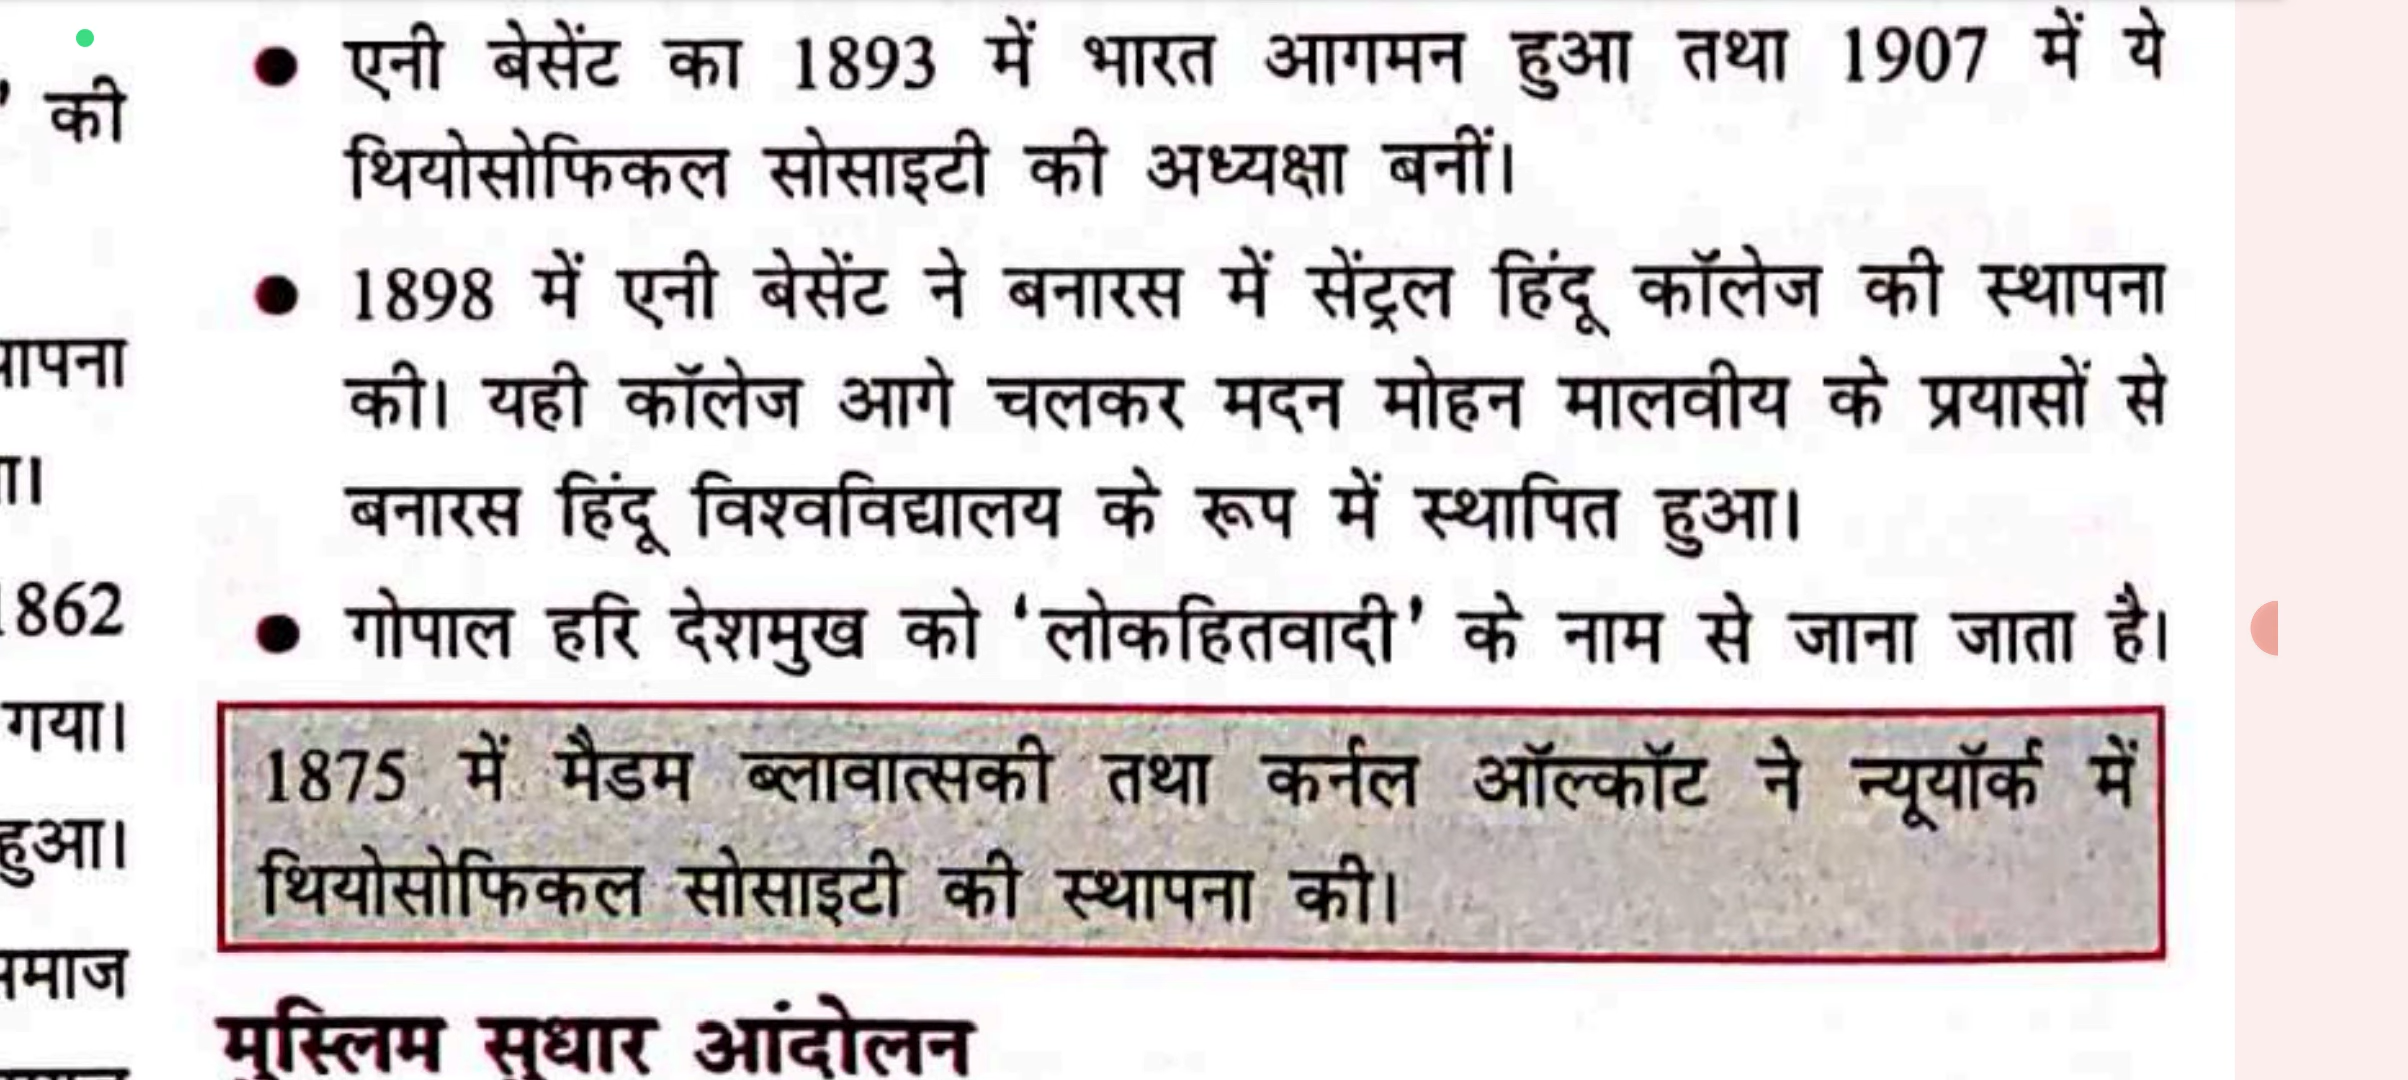 ' की
एनी बेसेंट का 1893 में भारत आगमन हुआ तथा 1907 में ये
थियोसोफिकल सोसाइटी की अध्यक्षा बनीं।
1898 में एनी बेसेंट ने बनारस में सेंट्रल हिंदू कॉलेज की स्थापना
की। यही कॉलेज आगे चलकर मदन मोहन मालवीय के प्रयासों से
बनारस हिंदू विश्वविद्यालय के रूप में स्थापित हुआ।
1862
गोपाल हरि देशमुख को ‘लोकहितवादी’ के नाम से जाना जाता है।
गया।
1875 में मैडम ब्लावात्सकी तथा कर्नल ऑल्कॉट ने न्यूयॉर्क में
हुआ।
थियोसोफिकल सोसाइटी की स्थापना की।
मुस्लिम सुधार आंदोलन